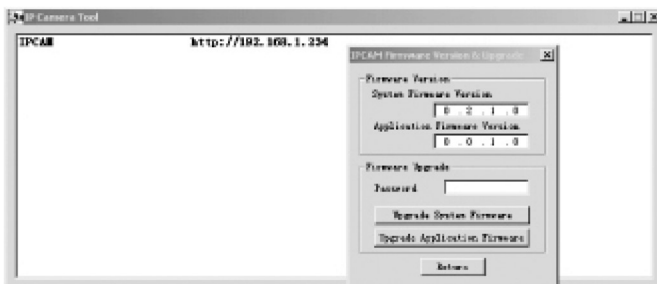 IP Camera Tool
IPCAM http://192.168.1.234
IPCAM Firmware Version & Upgrade
Firmware Version
System Firmware Version
0 . 2 . 1 . 0
Application Firmware Version
0 . 0 . 1 . 0
Firmware Upgrade
Password
Upgrade System Firmware
Upgrade Application Firmware
Return